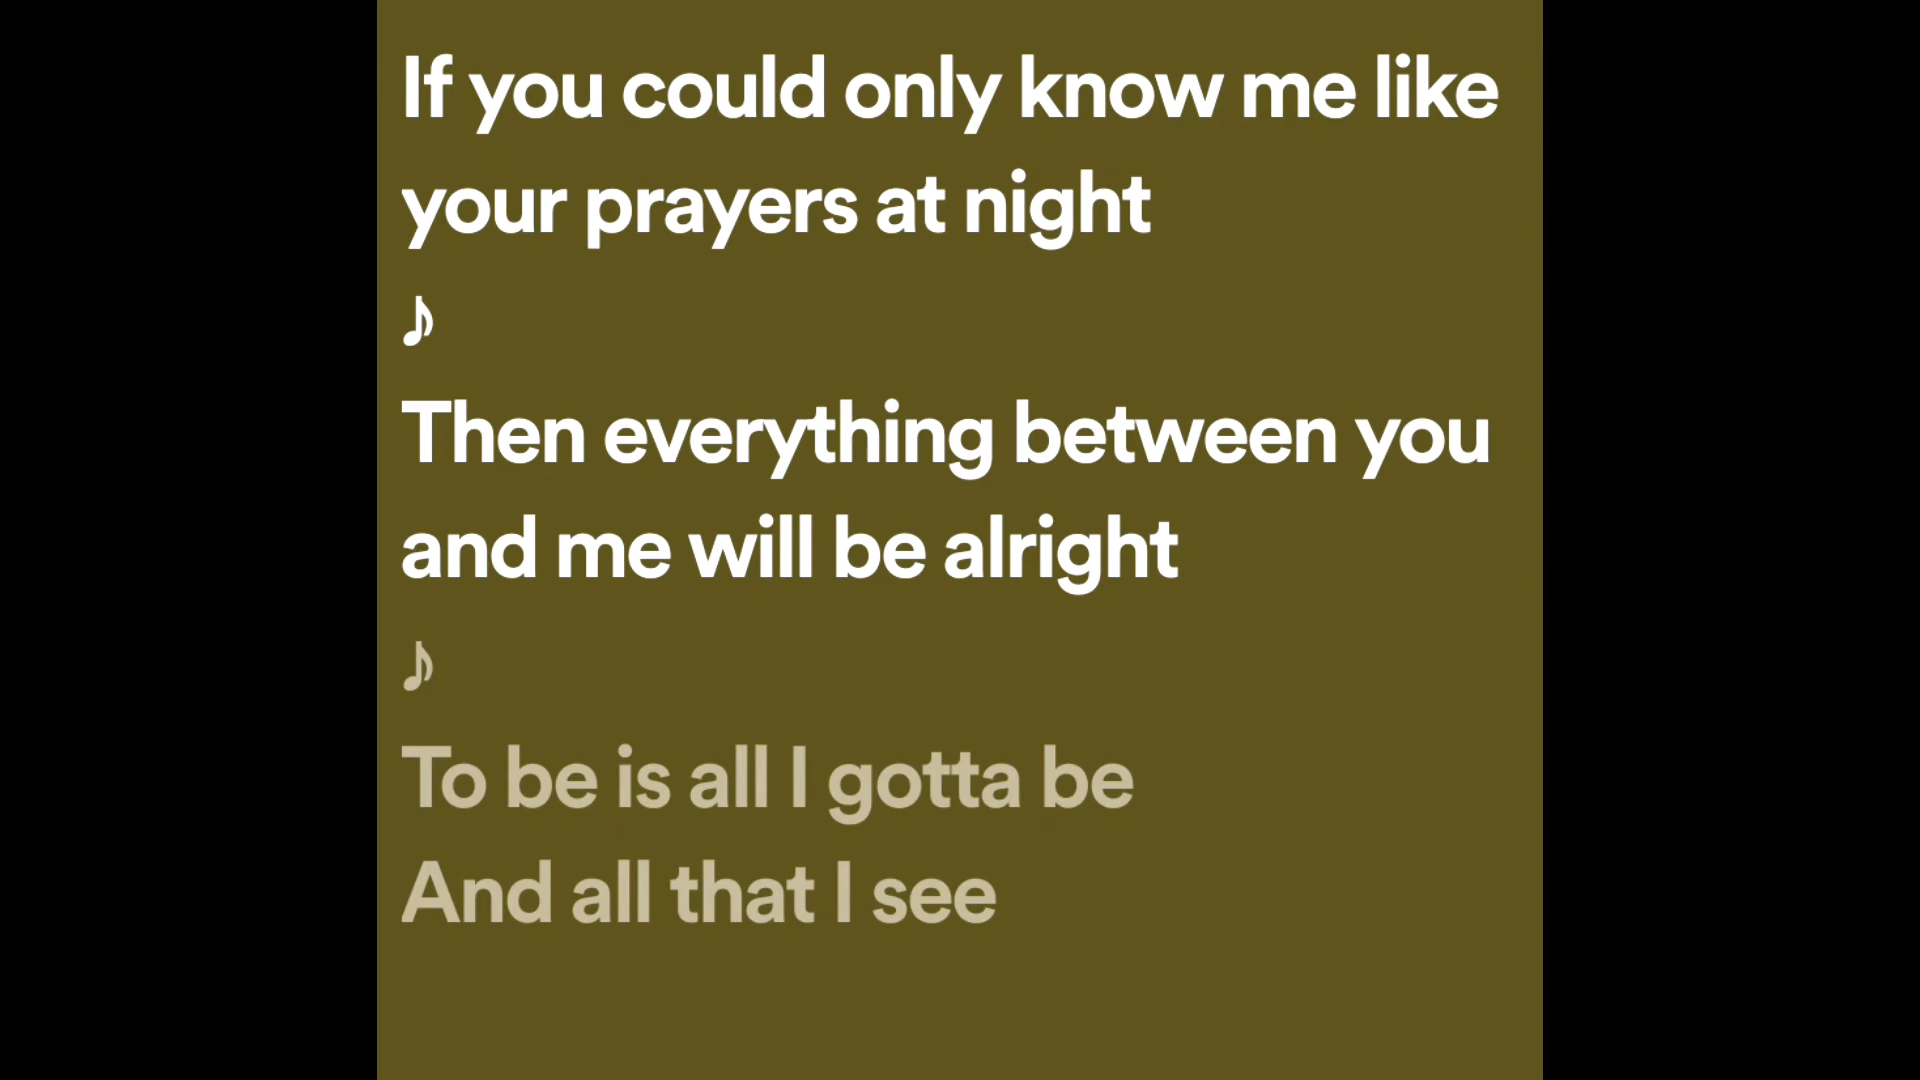 If you could only know me like
your prayers at night
♪
Then everything between you
and me will be alright
♪
To be is all I gotta be
And all that I see